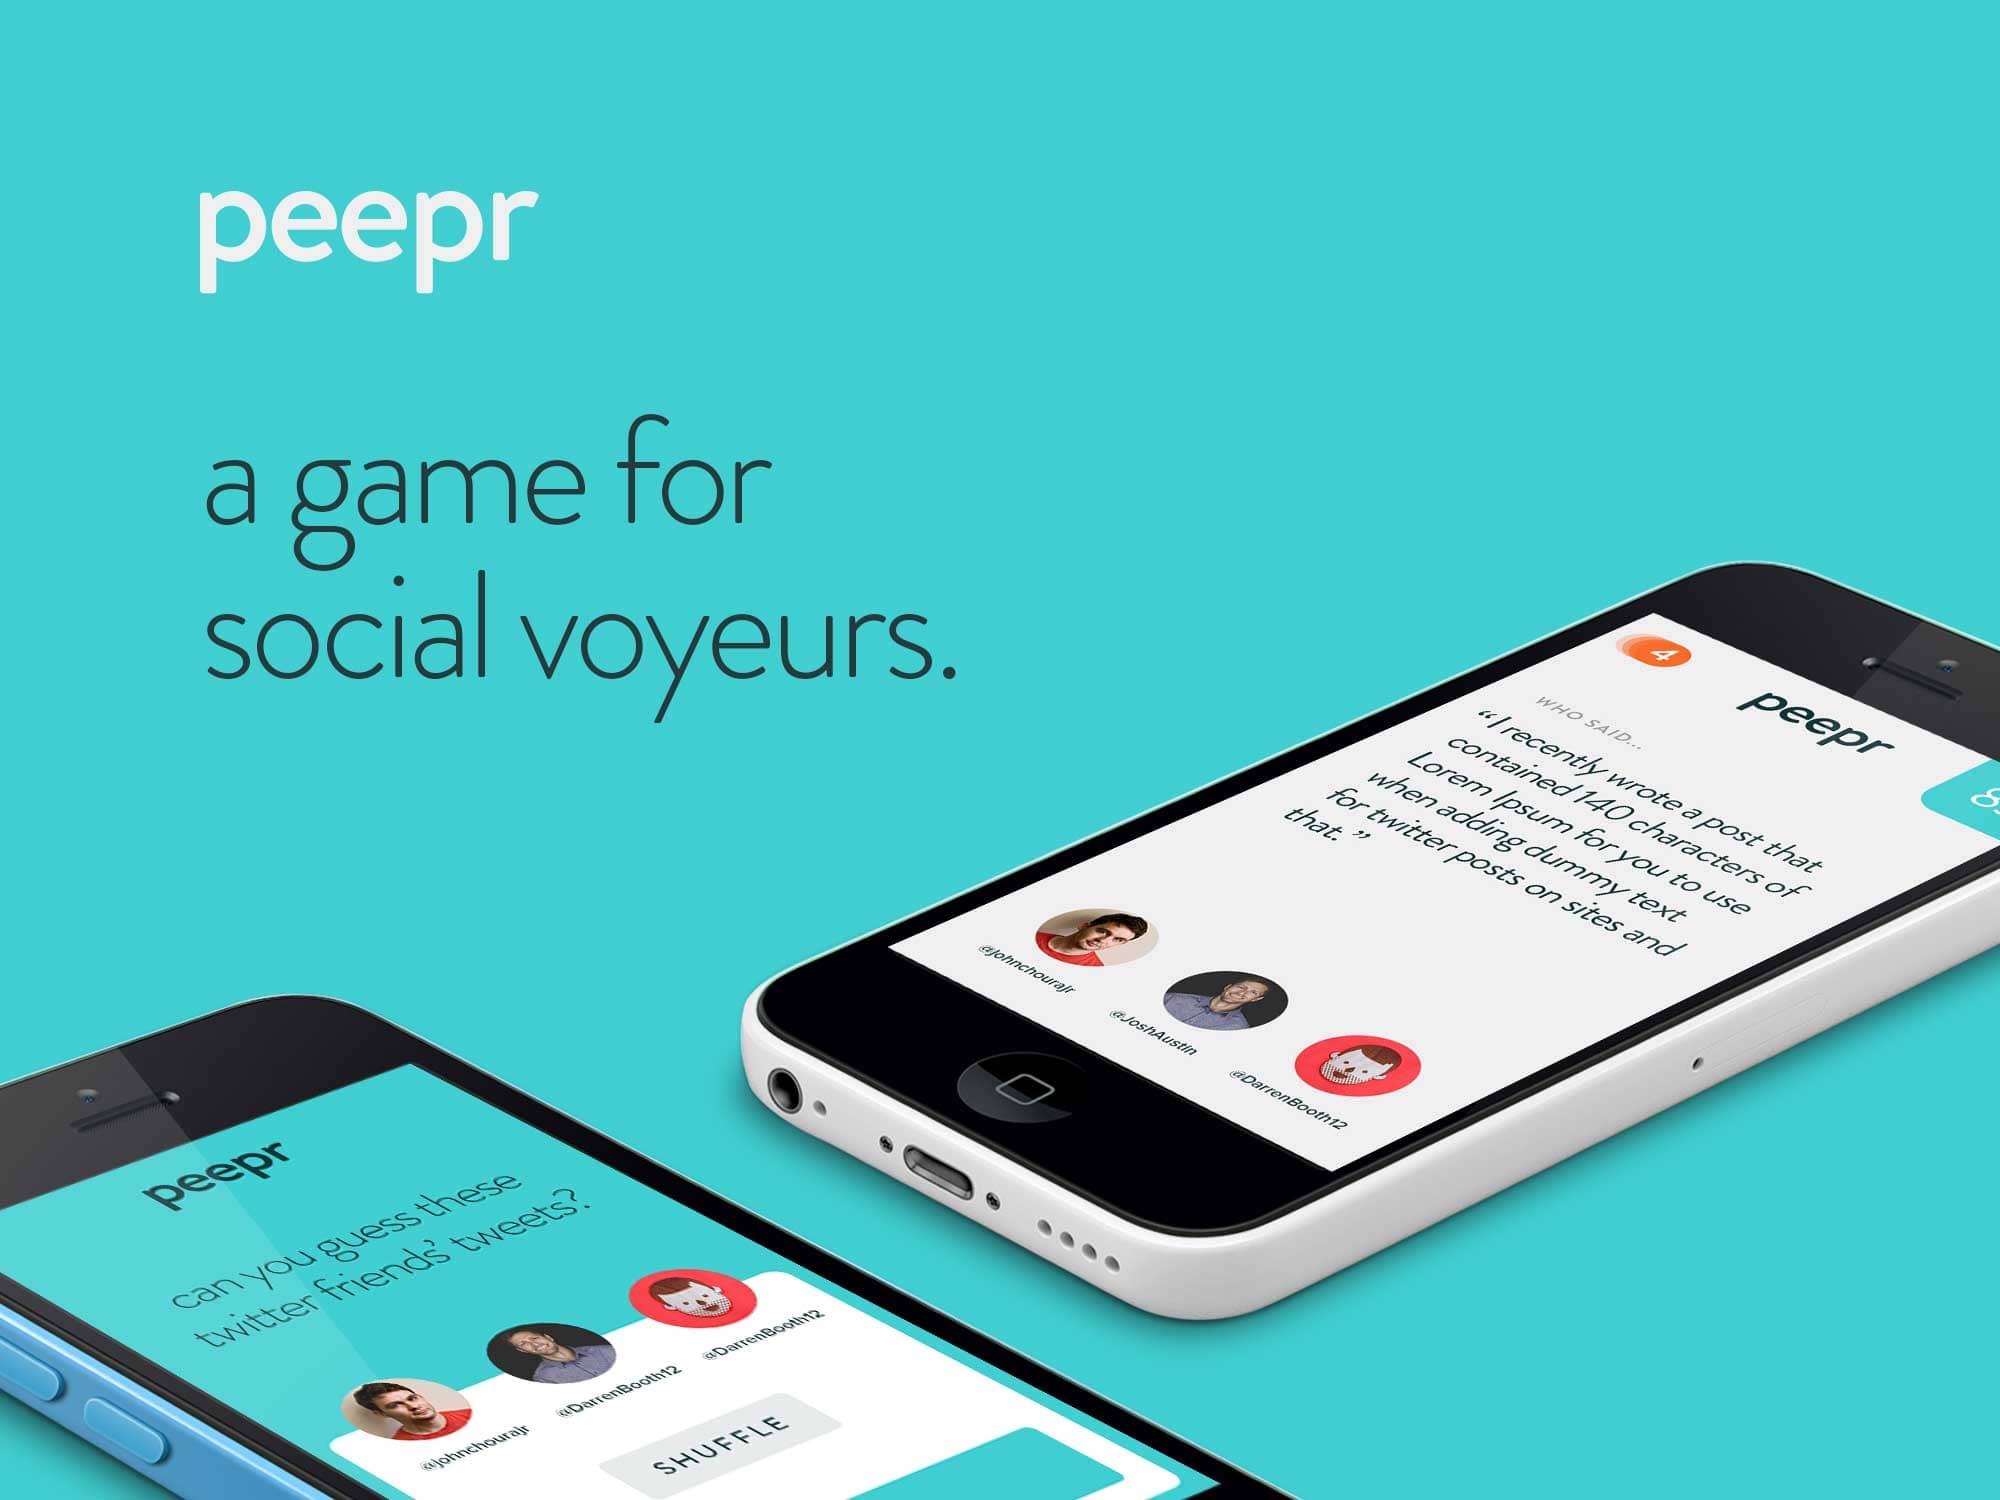 peepr
a game for
social voyeurs.
4
peepr
WHO SAID...
“I recently wrote a post that
contained 140 characters of
Lorem Ipsum for you to use
when adding dummy text
for twitter posts on sites and
that.”
@johnchourajr
@JoshAustin
@DarrenBooth12
peepr
can you guess these
twitter friends’ tweets?
@johnchourajr
@DarrenBooth12
@DarrenBooth12
SHUFFLE